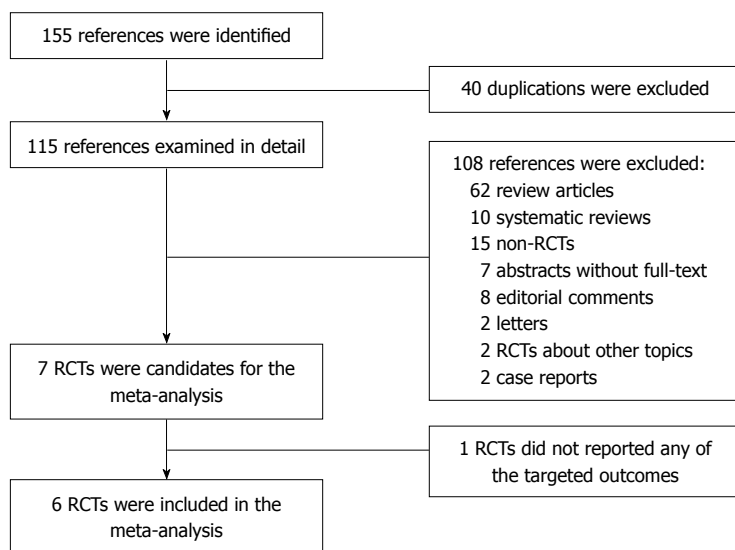 155 references were identified
40 duplications were excluded
115 references examined in detail
108 references were excluded:
62 review articles
10 systematic reviews
15 non-RCTs
7 abstracts without full-text
8 editorial comments
2 letters
2 RCTs about other topics
2 case reports
7 RCTs were candidates for the
meta-analysis
1 RCTs did not reported any of
the targeted outcomes
6 RCTs were included in the
meta-analysis